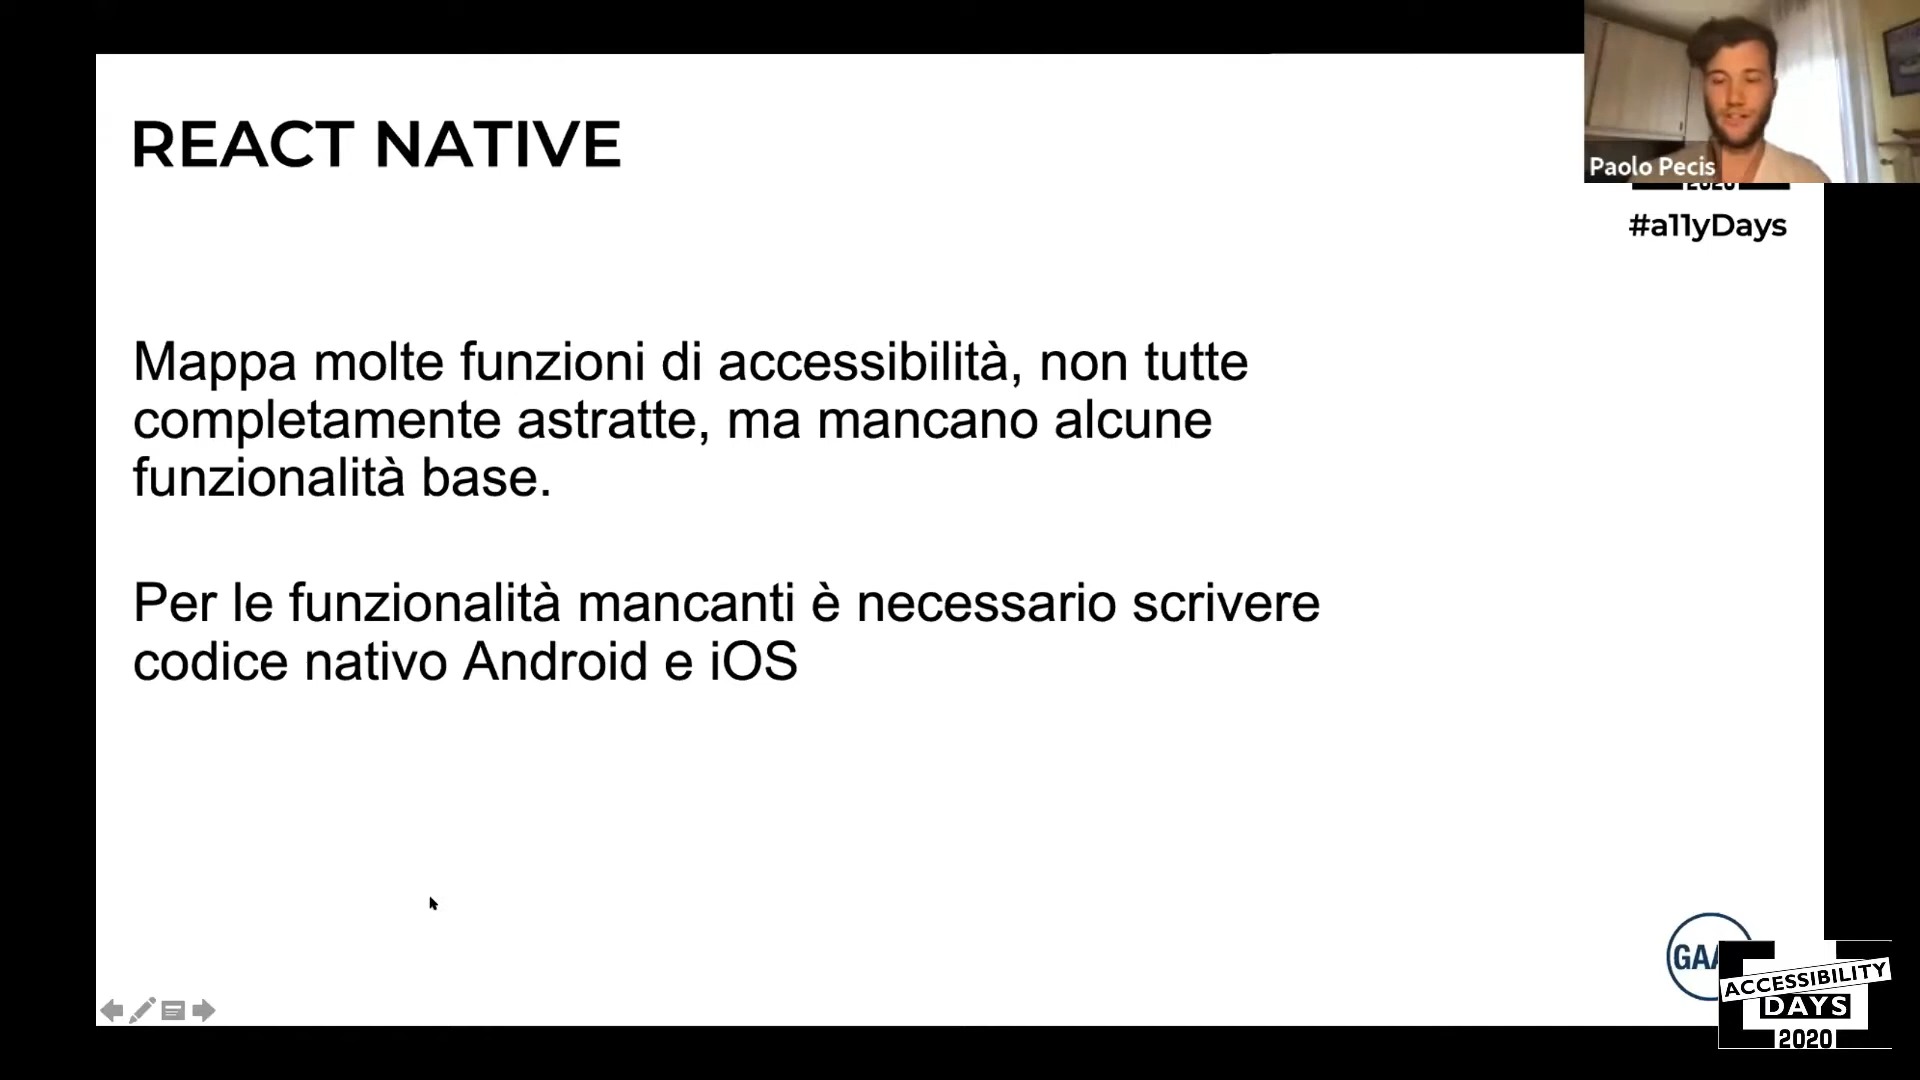 REACT NATIVE
Paolo Pecis
2020
#a11yDays
Mappa molte funzioni di accessibilità, non tutte
completamente astratte, ma mancano alcune
funzionalità base.
Per le funzionalità mancanti è necessario scrivere
codice nativo Android e iOS
ACCESSIBILITY
DAYS
2020